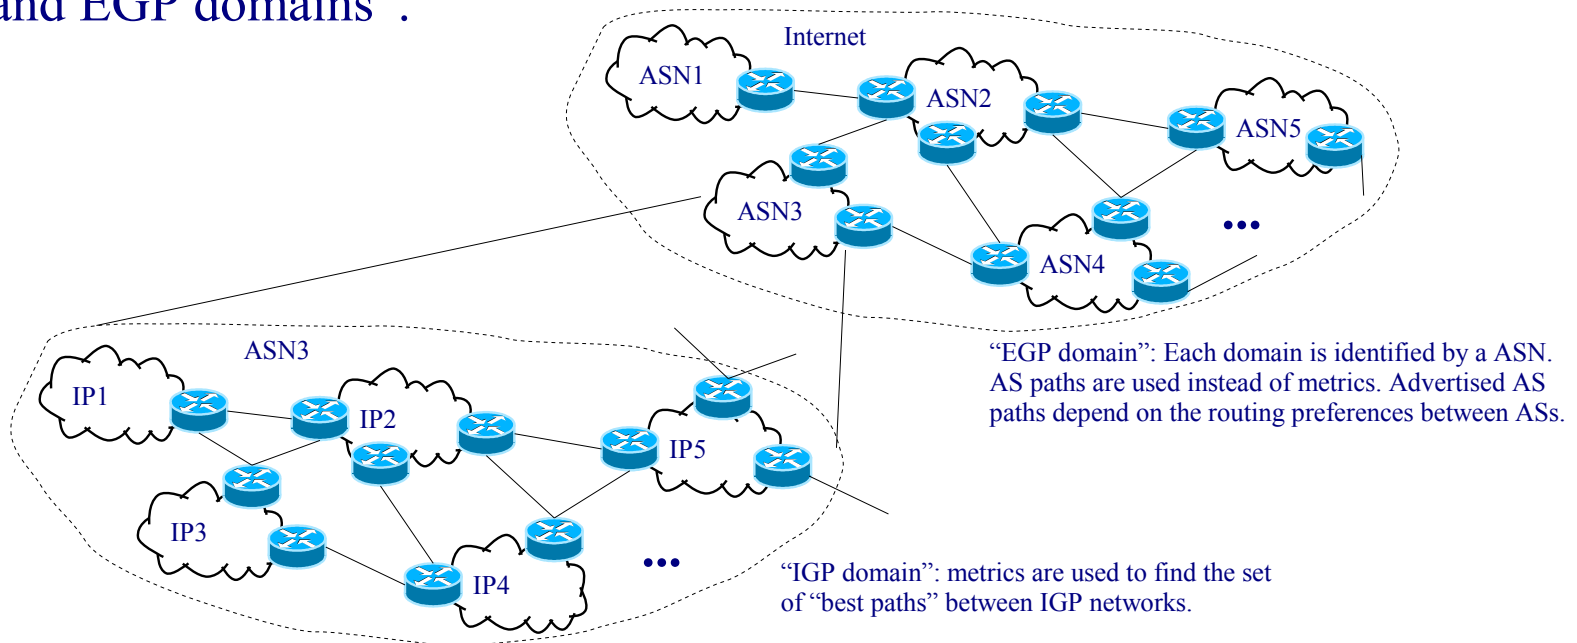 and EGP domains”.
Internet
ASN1
ASN2
ASN5
ASN3
ASN4
...
“EGP domain”: Each domain is identified by a ASN.
AS paths are used instead of metrics. Advertised AS
paths depend on the routing preferences between ASs.
ASN3
IP1
IP2
IP5
IP3
IP4
...
“IGP domain”: metrics are used to find the set
of “best paths” between IGP networks.